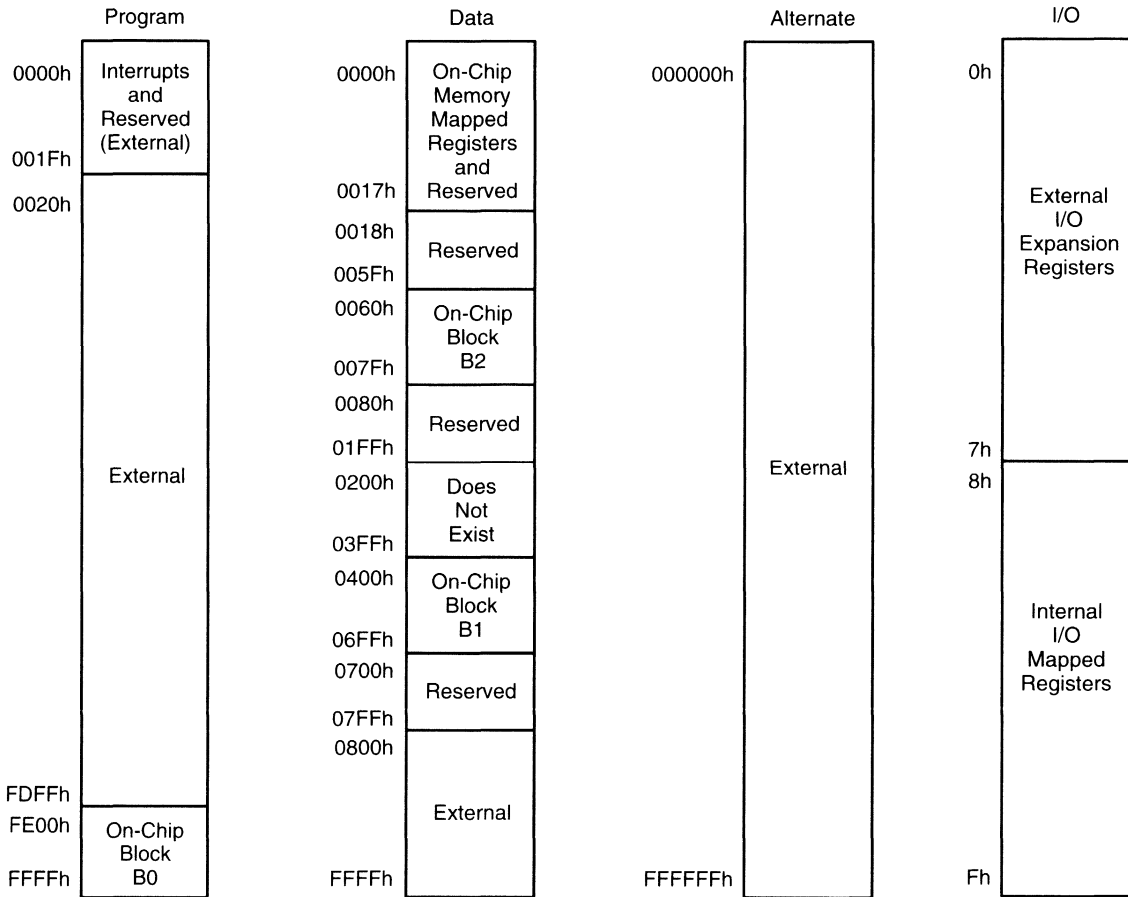 Program
0000h
Interrupts
and
Reserved
(External)
001Fh
0020h
External
FDFFh
FE00h
On-Chip
Block
B0
FFFFh
Data
0000h
On-Chip
Memory
Mapped
Registers
and
Reserved
0017h
0018h
Reserved
005Fh
0060h
On-Chip
Block
B2
007Fh
0080h
Reserved
01FFh
0200h
Does
Not
Exist
03FFh
0400h
On-Chip
Block
B1
06FFh
0700h
Reserved
07FFh
0800h
External
FFFFh
Alternate
000000h
External
FFFFFFh
I/O
0h
External
I/O
Expansion
Registers
7h
8h
Internal
I/O
Mapped
Registers
Fh